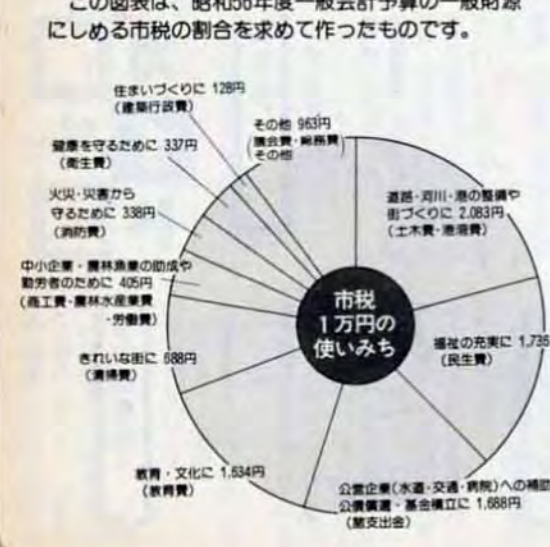 この図表は、昭和56年度一般会計予算の一般財源
にしめる市税の割合を求めて作ったものです。
住まいづくりに 128円
(建築行政費)
その他 963円
(議会費・総務費)
その他
健康を守るために 337円
(衛生費)
火災・災害から
守るために 338円
(消防費)
中小企業・農林漁業の助成や
勤労者のために 405円
(商工費・農林水産業費
・労働費)
きれいな街に 688円
(清掃費)
教育・文化に 1,634円
(教育費)
公営企業(水道・交通・病院)への補助
公債償還・基金積立に 1,688円
(諸支出金)
福祉の充実に 1,736
(民生費)
道路・河川・港の整備や
街づくりに 2,083円
(土木費・港湾費)
市税
1万円の
使いみち